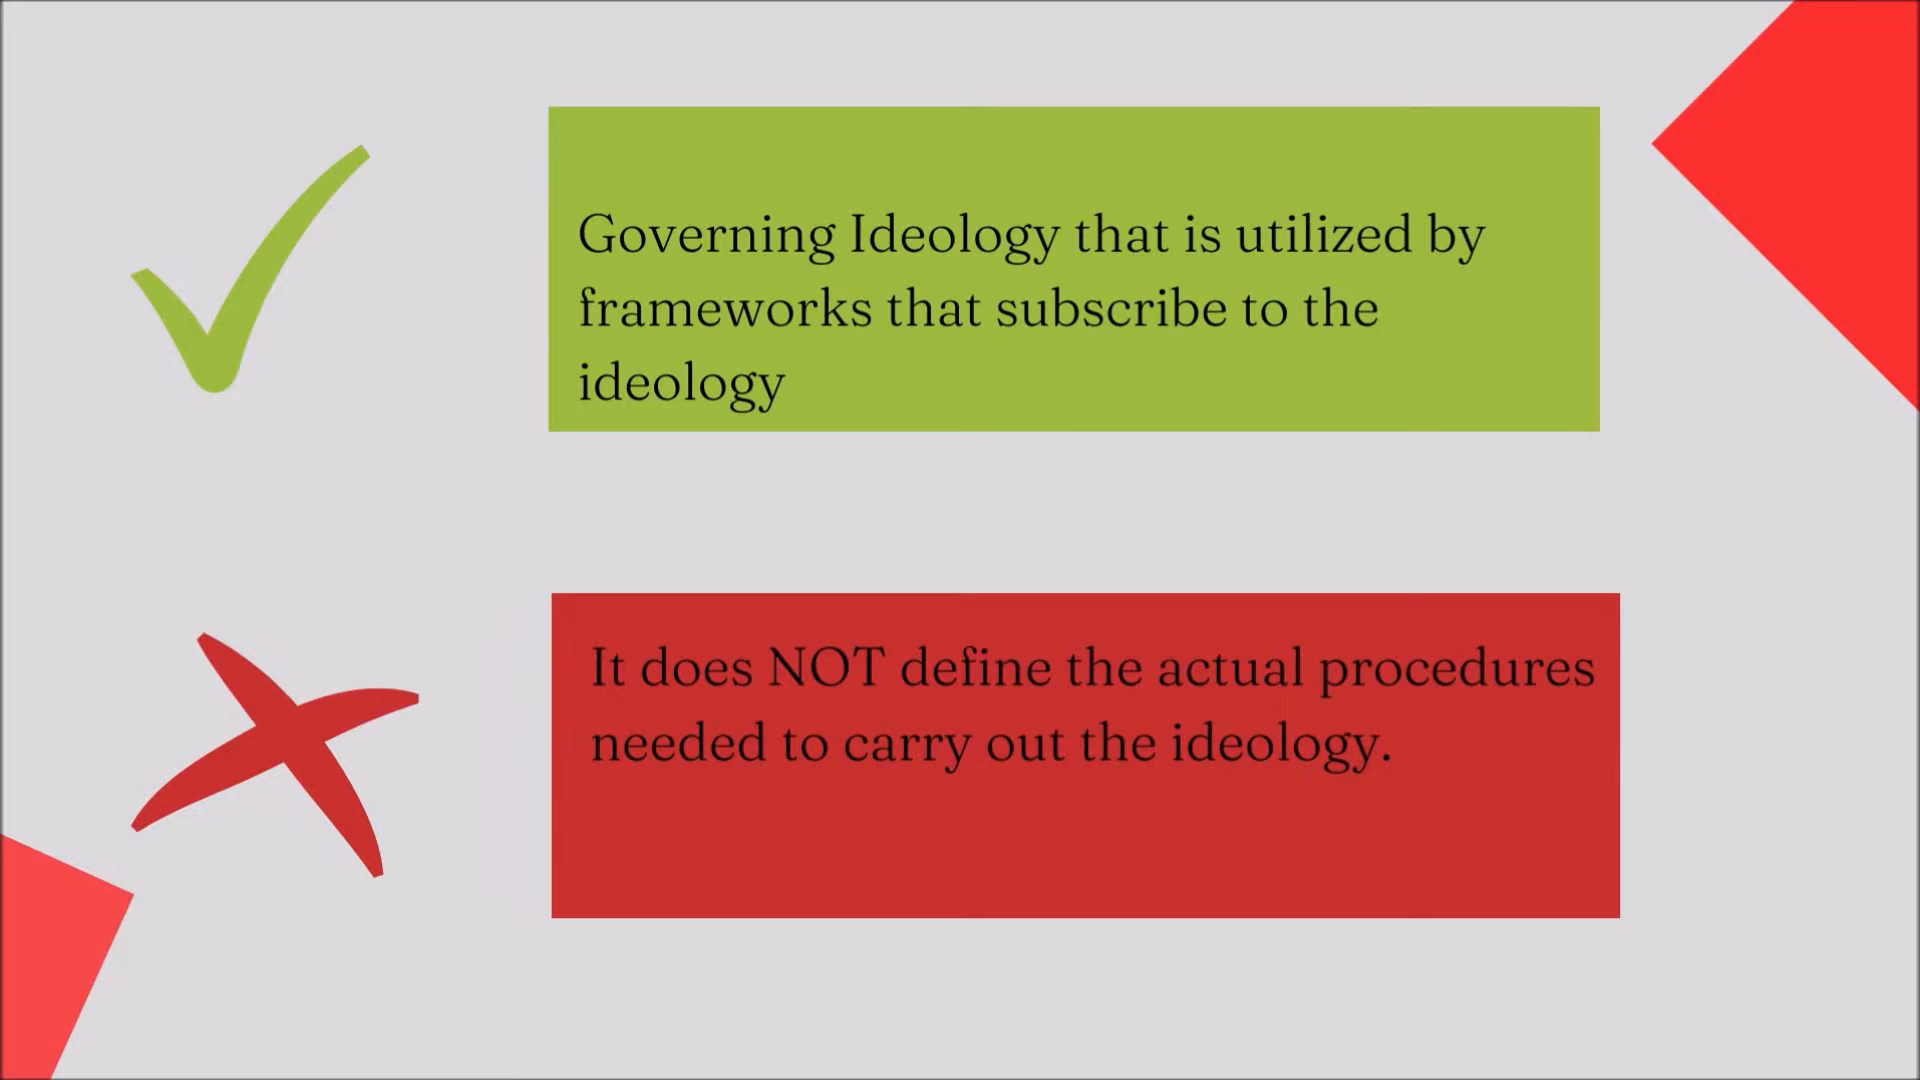 Governing Ideology that is utilized by
frameworks that subscribe to the
ideology
It does NOT define the actual procedures
needed to carry out the ideology.